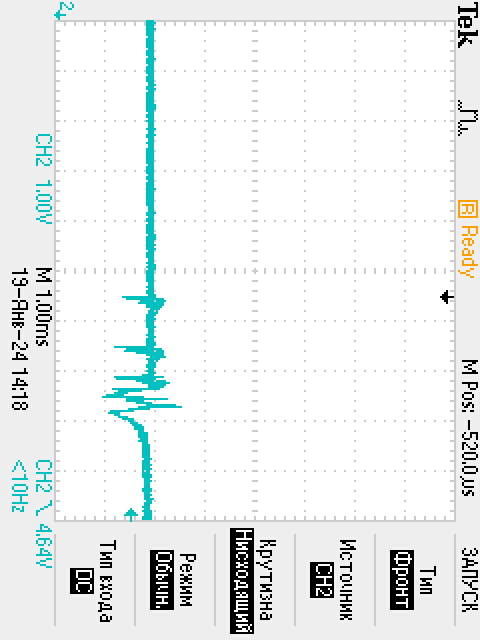 Tek
R Ready
M Pos: -520.0µs
ЗАПУСК
Тип
Фронт
Источник
CH2
Крутизна
Нисходящий
Режим
Обычн.
Тип входа
DC
2
CH2 1.00V
M 1.00ms
CH2 \ 4.64V
19-Янв-24 14:18
<10Hz